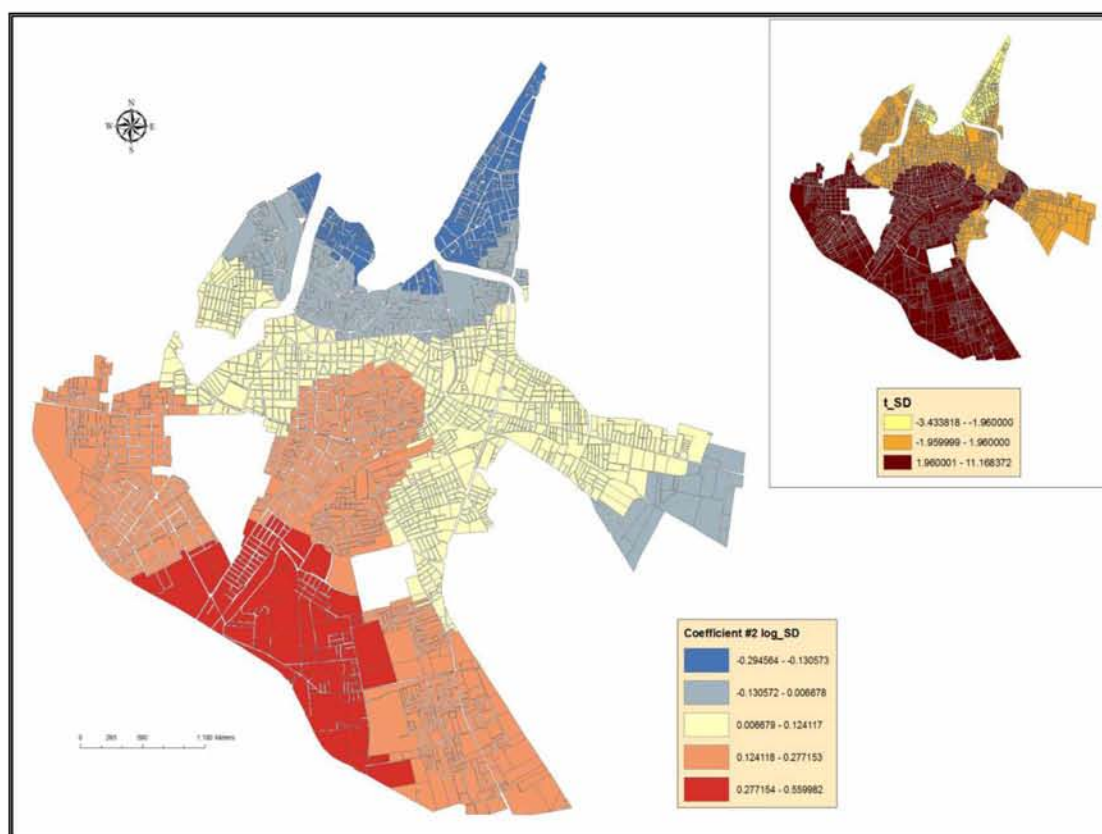 N
W E
S
t_SD
-3.433818 - -1.960000
-1.959999 - 1.960000
1.960001 - 11.168372
Coefficient #2 log_SD
-0.294564 - -0.130573
-0.130572 - 0.006678
0.006679 - 0.124117
0.124118 - 0.277153
0.277154 - 0.559982
0